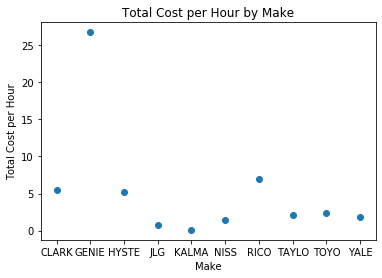 Total Cost per Hour by Make
Total Cost per Hour
25
20
15
10
5
0
CLARK GENIE HYSTE JLG KALMA NISS RICO TAYLO TOYO YALE
Make